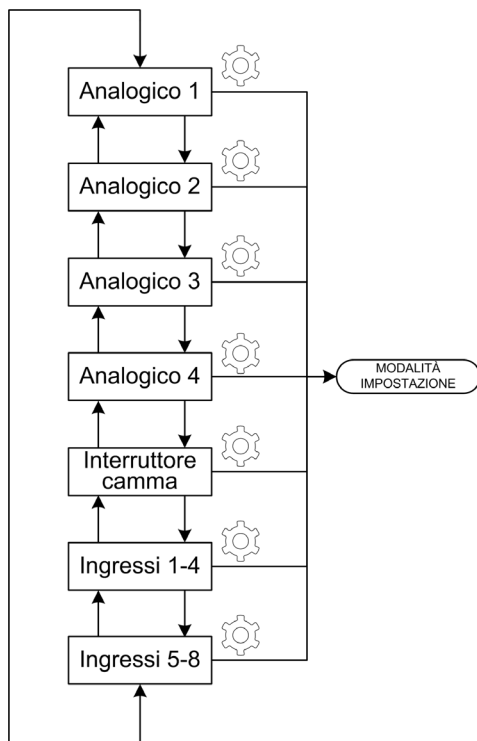 Analogico 1
Analogico 2
Analogico 3
Analogico 4
MODALITÀ
IMPOSTAZIONE
Interruttore
camma
Ingressi 1-4
Ingressi 5-8